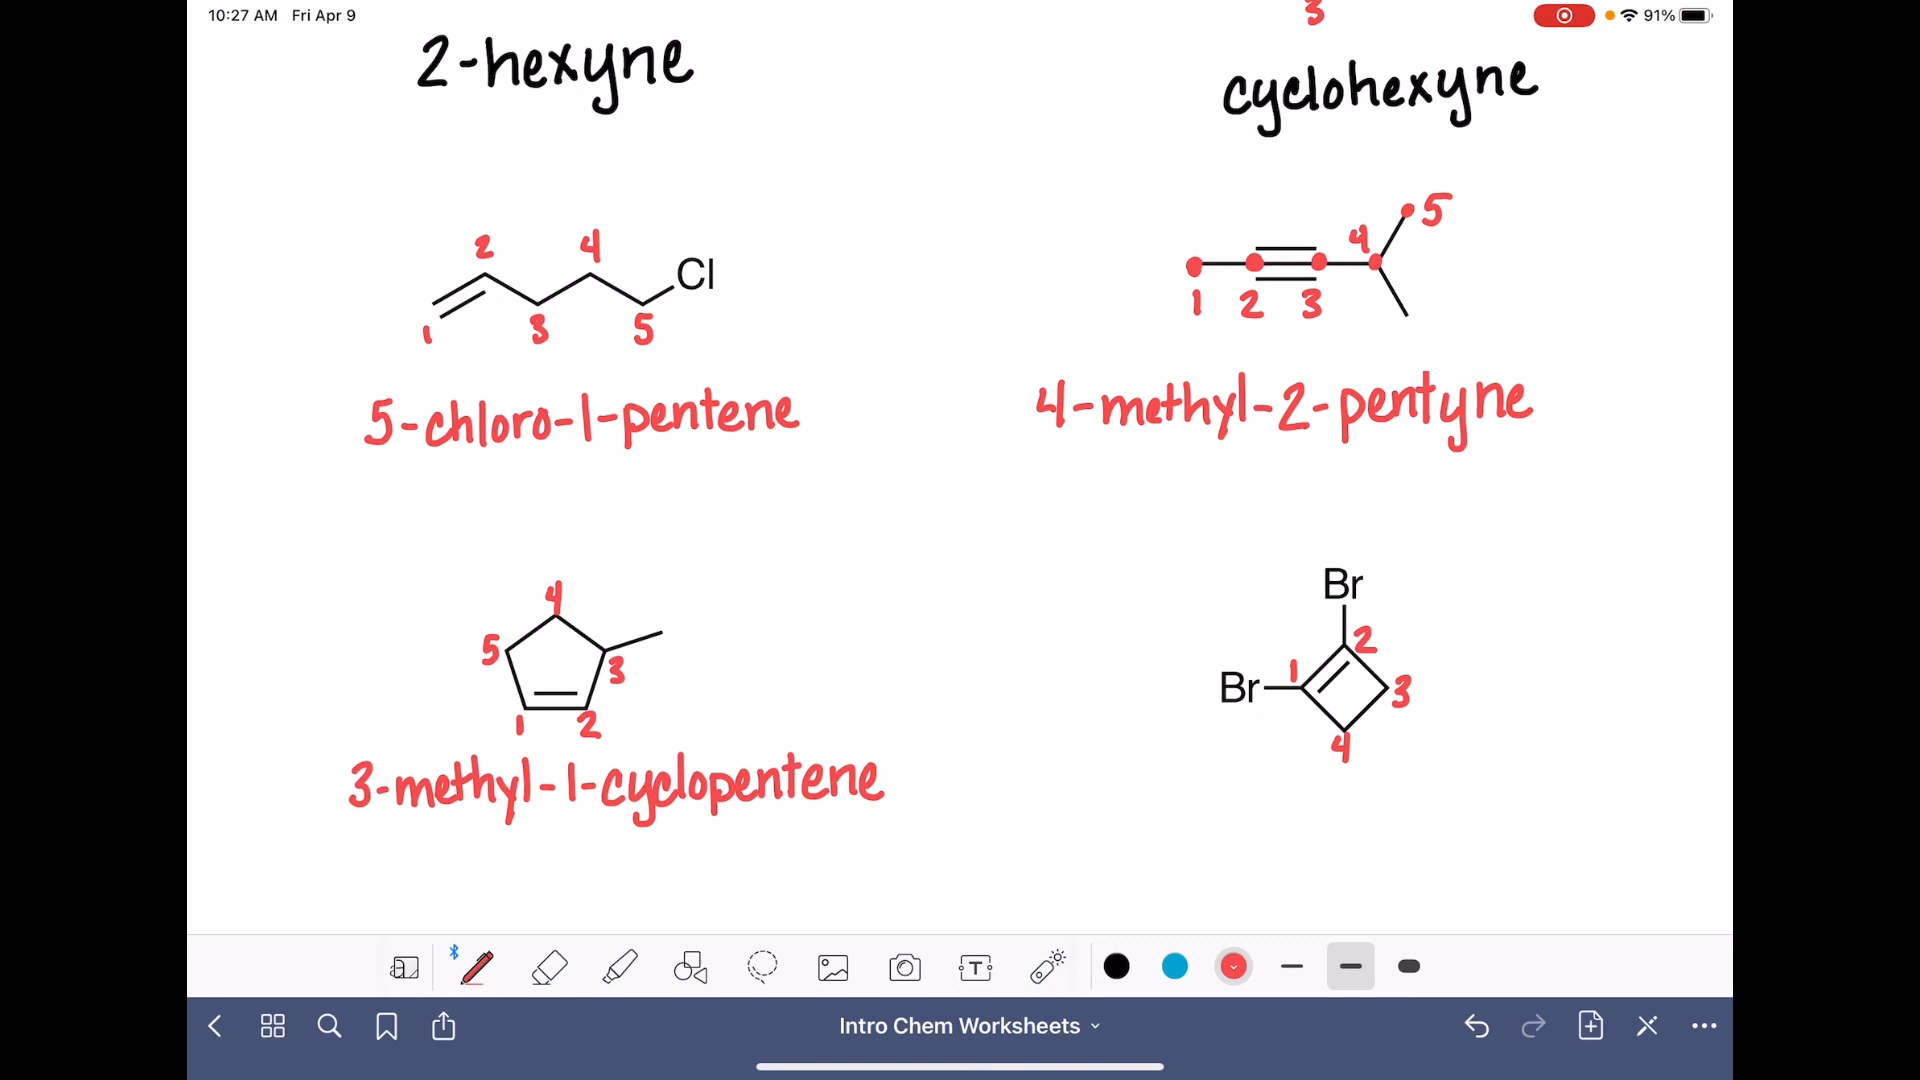 10:27 AM Fri Apr 9
91%
3
2-hexyne
cyclohexyne
2
4
Cl
1
3
5
5-chloro-1-pentene
5
4
1
2
3
4-methyl-2-pentyne
4
5
3
1
2
3-methyl-1-cyclopentene
Br
2
1
Br
3
4
T
Intro Chem Worksheets